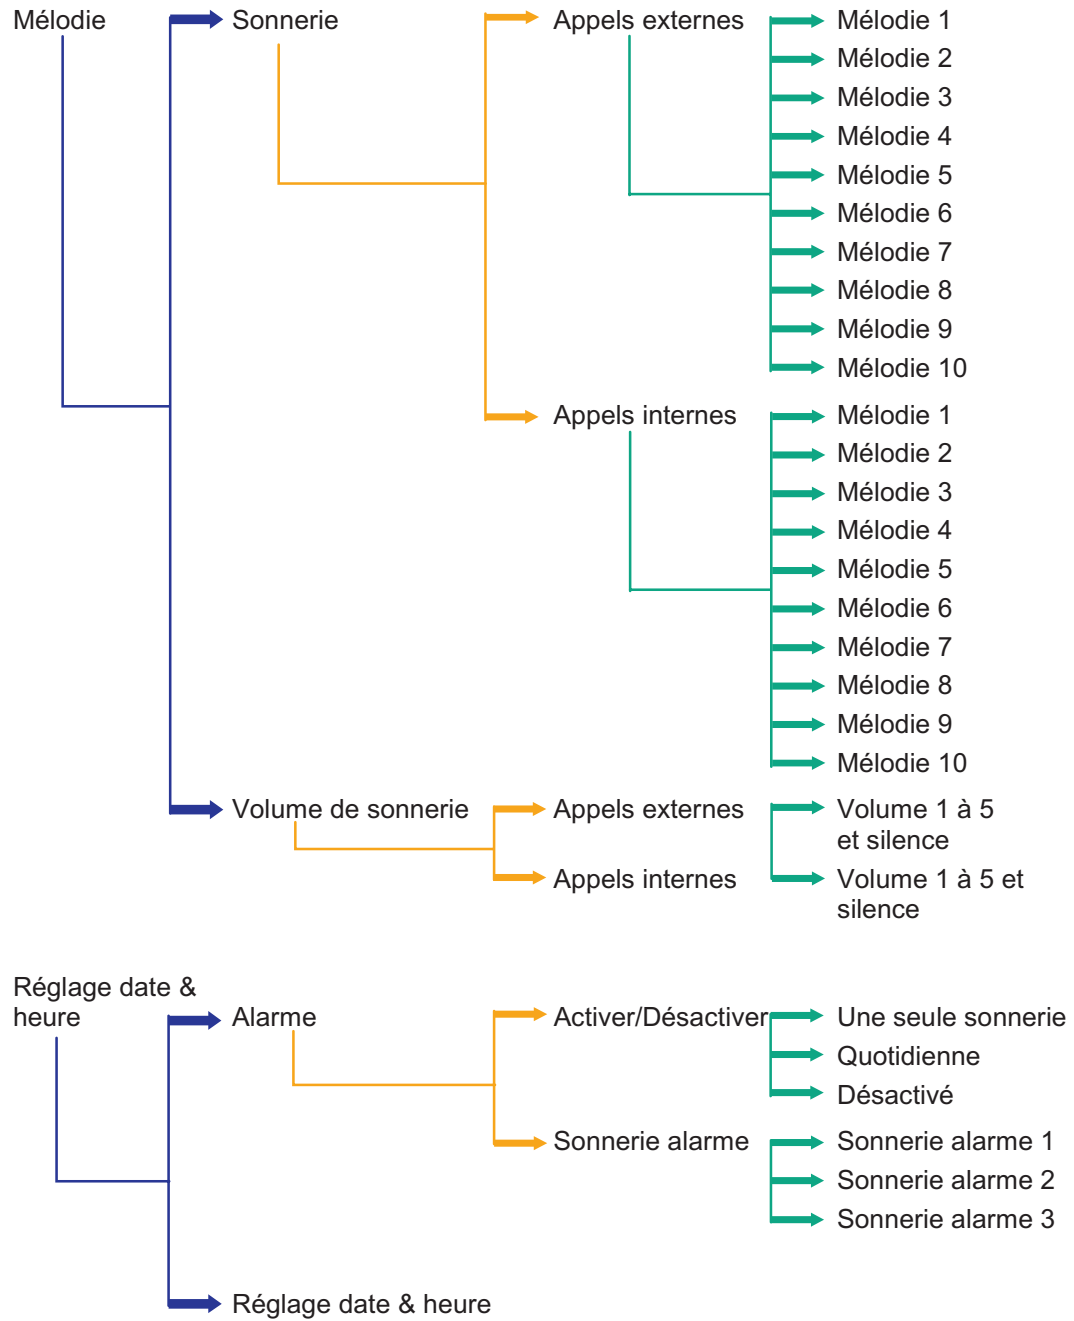 Mélodie
Sonnerie
Appels externes
Mélodie 1
Mélodie 2
Mélodie 3
Mélodie 4
Mélodie 5
Mélodie 6
Mélodie 7
Mélodie 8
Mélodie 9
Mélodie 10
Appels internes
Mélodie 1
Mélodie 2
Mélodie 3
Mélodie 4
Mélodie 5
Mélodie 6
Mélodie 7
Mélodie 8
Mélodie 9
Mélodie 10
Volume de sonnerie
Appels externes
Volume 1 à 5
et silence
Appels internes
Volume 1 à 5 et
silence
Réglage date &
heure
Alarme
Activer/Désactiver
Une seule sonnerie
Quotidienne
Désactivé
Sonnerie alarme
Sonnerie alarme 1
Sonnerie alarme 2
Sonnerie alarme 3
Réglage date & heure